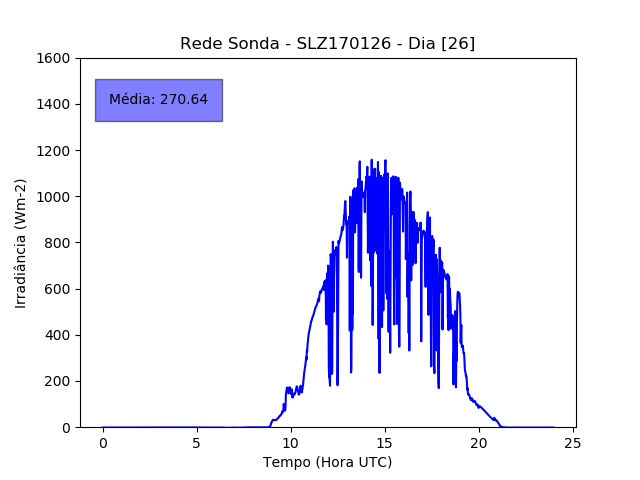 Rede Sonda - SLZ170126 - Dia [26]
1600
1400
1200
1000
800
600
400
200
0
Média: 270.64
Irradiância (Wm-2)
0 5 10 15 20 25
Tempo (Hora UTC)